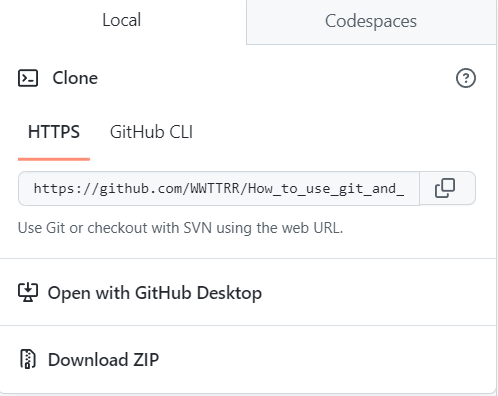 Local
Codespaces
Clone
HTTPS
GitHub CLI
https://github.com/WWTTRR/How_to_use_git_and_
Use Git or checkout with SVN using the web URL.
Open with GitHub Desktop
Download ZIP